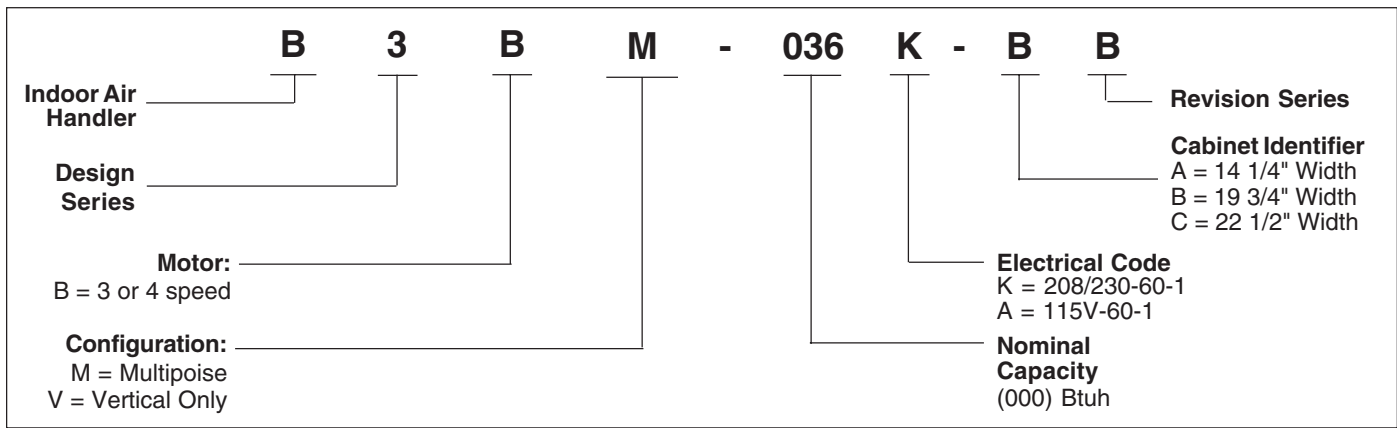 B 3 B M - 036 K - B B
Indoor Air
Handler
Design
Series
Motor:
B = 3 or 4 speed
Configuration:
M = Multipoise
V = Vertical Only
Revision Series
Cabinet Identifier
A = 14 1/4" Width
B = 19 3/4" Width
C = 22 1/2" Width
Electrical Code
K = 208/230-60-1
A = 115V-60-1
Nominal
Capacity
(000) Btuh